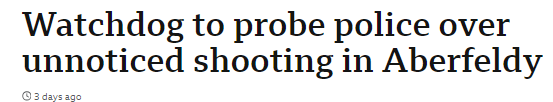 Watchdog to probe police over
unnoticed shooting in Aberfeldy
3 days ago